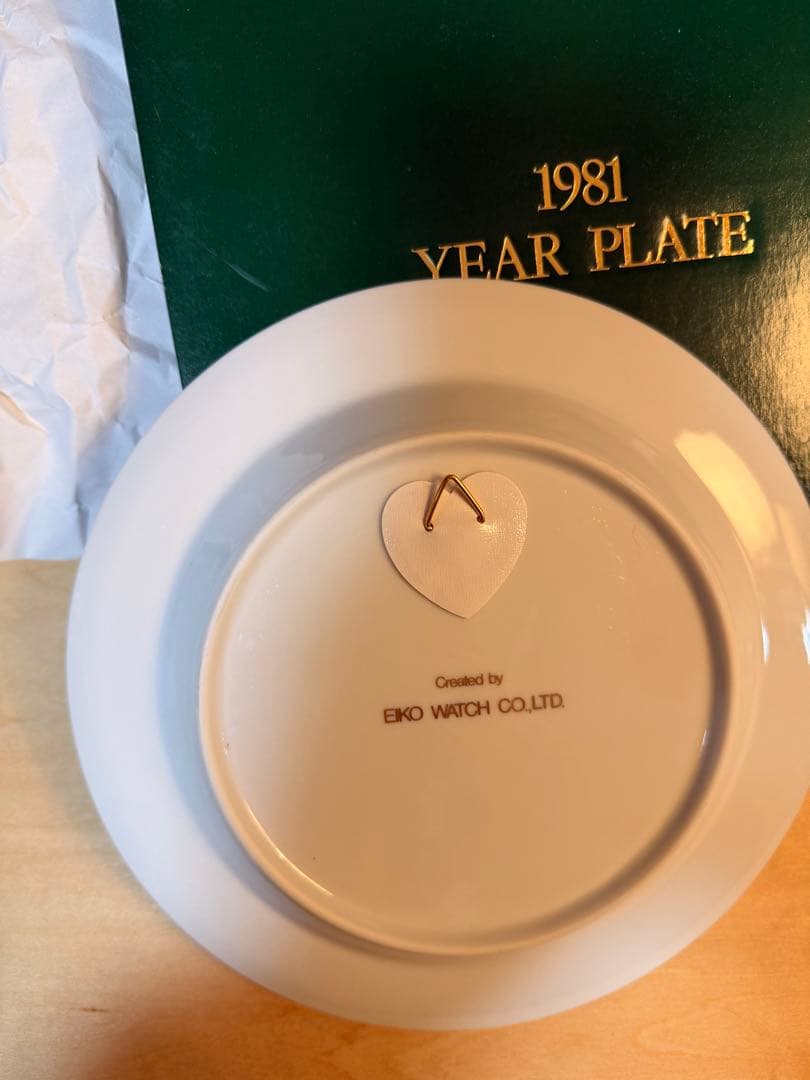 1981
YEAR PLATE
Created by
EIKO WATCH CO.,LTD.